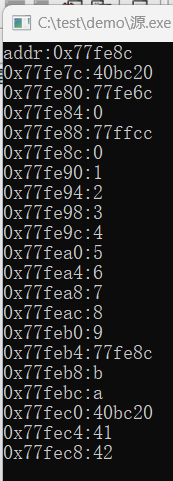 C:\test\demo\源.exe
addr:0x77fe8c
0x77fe7c:40bc20
0x77fe80:77fe6c
0x77fe84:0
0x77fe88:77ffcc
0x77fe8c:0
0x77fe90:1
0x77fe94:2
0x77fe98:3
0x77fe9c:4
0x77fea0:5
0x77fea4:6
0x77fea8:7
0x77feac:8
0x77feb0:9
0x77feb4:77fe8c
0x77feb8:b
0x77febc:a
0x77fec0:40bc20
0x77fec4:41
0x77fec8:42